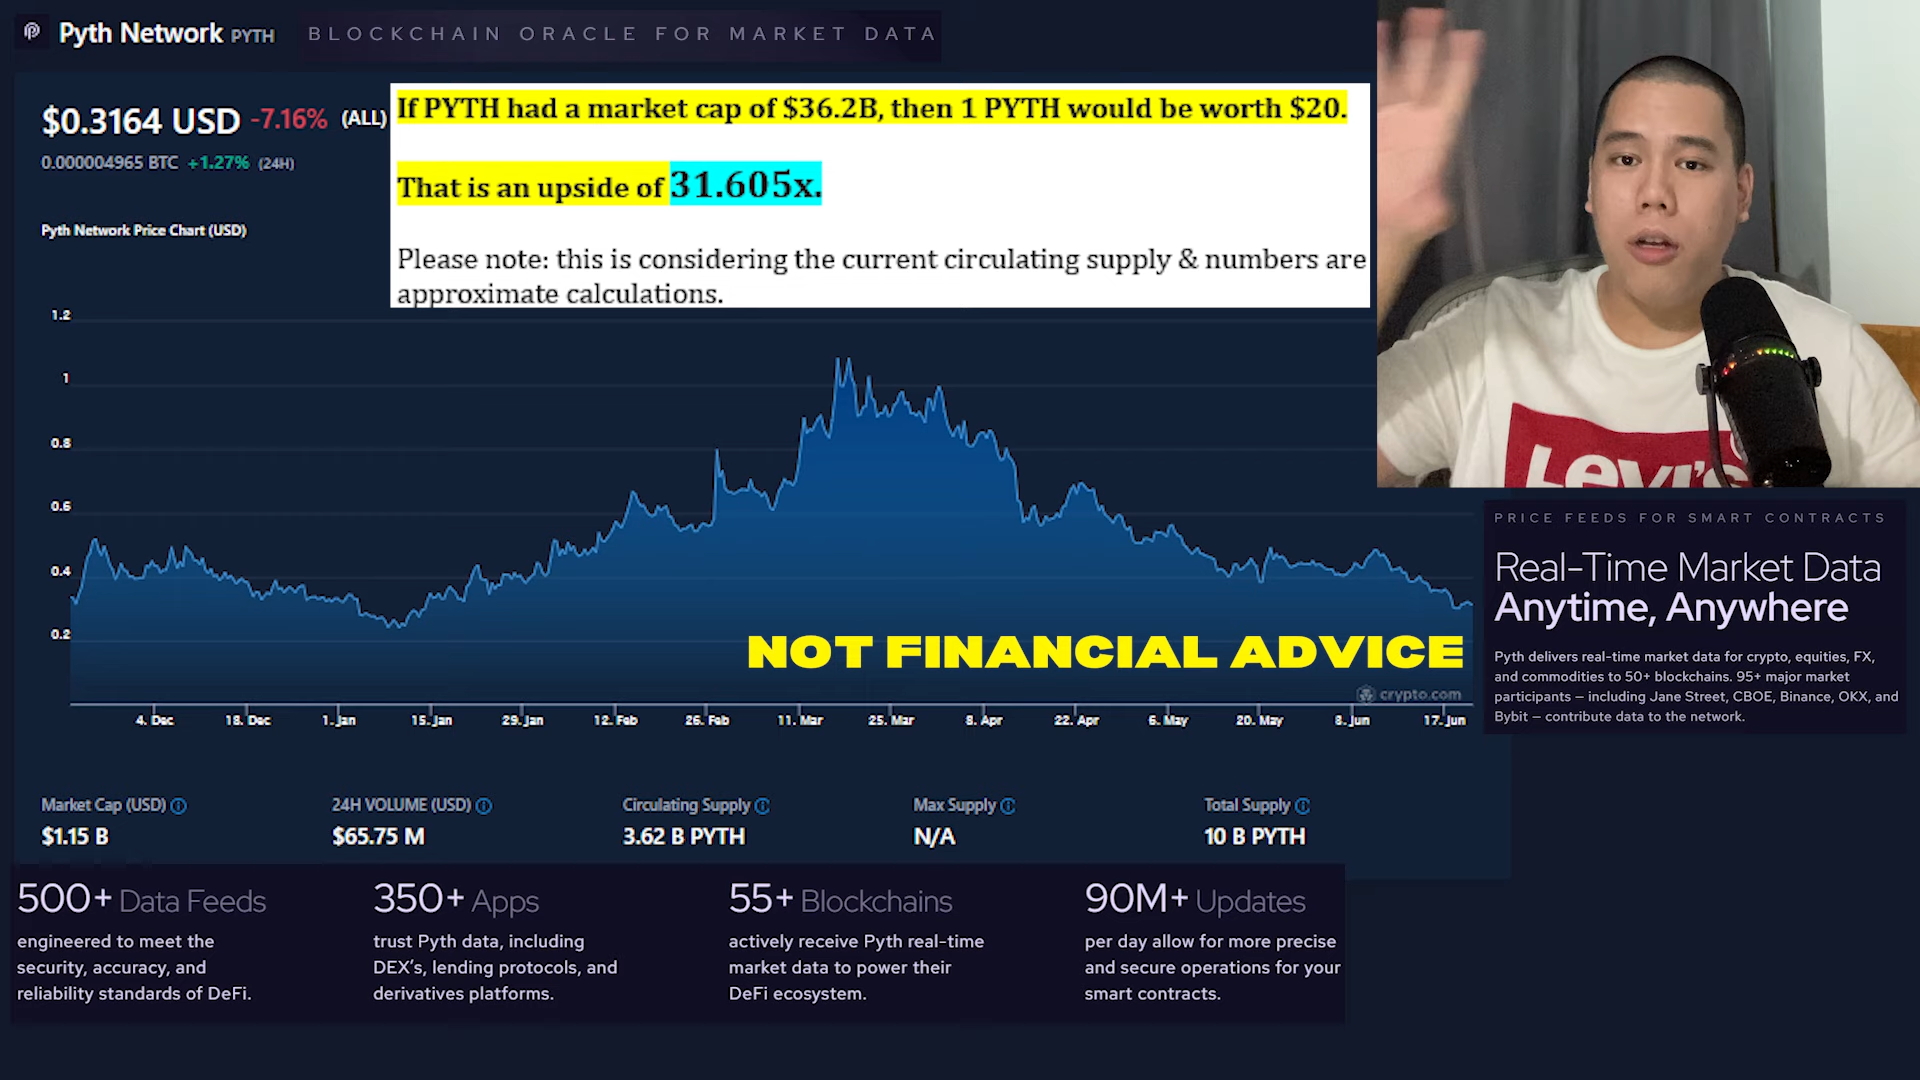 Pyth Network PYTH
BLOCKCHAIN ORACLE FOR MARKET DATA
$0.3164 USD -7.16% (ALL)
0.000004965 BTC +1.27% (24H)
If PYTH had a market cap of $36.2B, then 1 PYTH would be worth $20.
That is an upside of 31.605x.
Please note: this is considering the current circulating supply & numbers are
approximate calculations.
Pyth Network Price Chart (USD)
1.2
1
0.8
0.6
0.4
0.2
NOT FINANCIAL ADVICE
crypto.com
4. Dec
18. Dec
1. Jan
15. Jan
29. Jan
12. Feb
26. Feb
11. Mar
25. Mar
8. Apr
22. Apr
6. May
20. May
8. Jun
17. Jun
Levi's
PRICE FEEDS FOR SMART CONTRACTS
Real-Time Market Data
Anytime, Anywhere
Pyth delivers real-time market data for crypto, equities, FX,
and commodities to 50+ blockchains. 95+ major market
participants — including Jane Street, CBOE, Binance, OKX, and
Bybit — contribute data to the network.
Market Cap (USD)
$1.15 B
24H VOLUME (USD)
$65.75 M
Circulating Supply
3.62 B PYTH
Max Supply
N/A
Total Supply
10 B PYTH
500+ Data Feeds
engineered to meet the
security, accuracy, and
reliability standards of DeFi.
350+ Apps
trust Pyth data, including
DEX's, lending protocols, and
derivatives platforms.
55+ Blockchains
actively receive Pyth real-time
market data to power their
DeFi ecosystem.
90M+ Updates
per day allow for more precise
and secure operations for your
smart contracts.